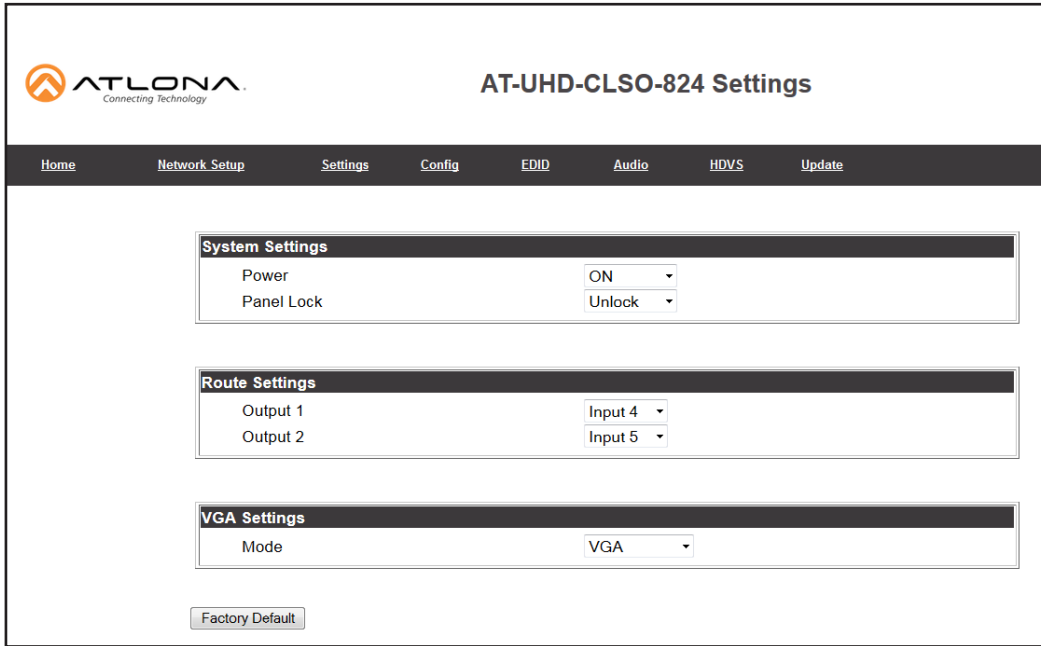 ATLONA.
Connecting Technology
AT-UHD-CLSO-824 Settings
Home Network Setup Settings Config EDID Audio HDVS Update
System Settings
Power ON
Panel Lock Unlock
Route Settings
Output 1 Input 4
Output 2 Input 5
VGA Settings
Mode VGA
Factory Default